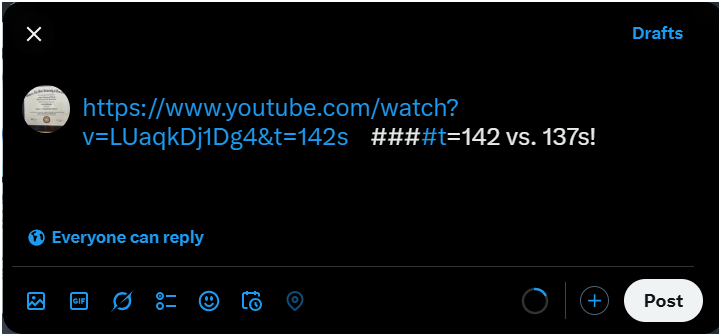 Drafts
https://www.youtube.com/watch?
v=LUaqkDj1Dg4&t=142s ####t=142 vs. 137s!
Everyone can reply
GIF
Post